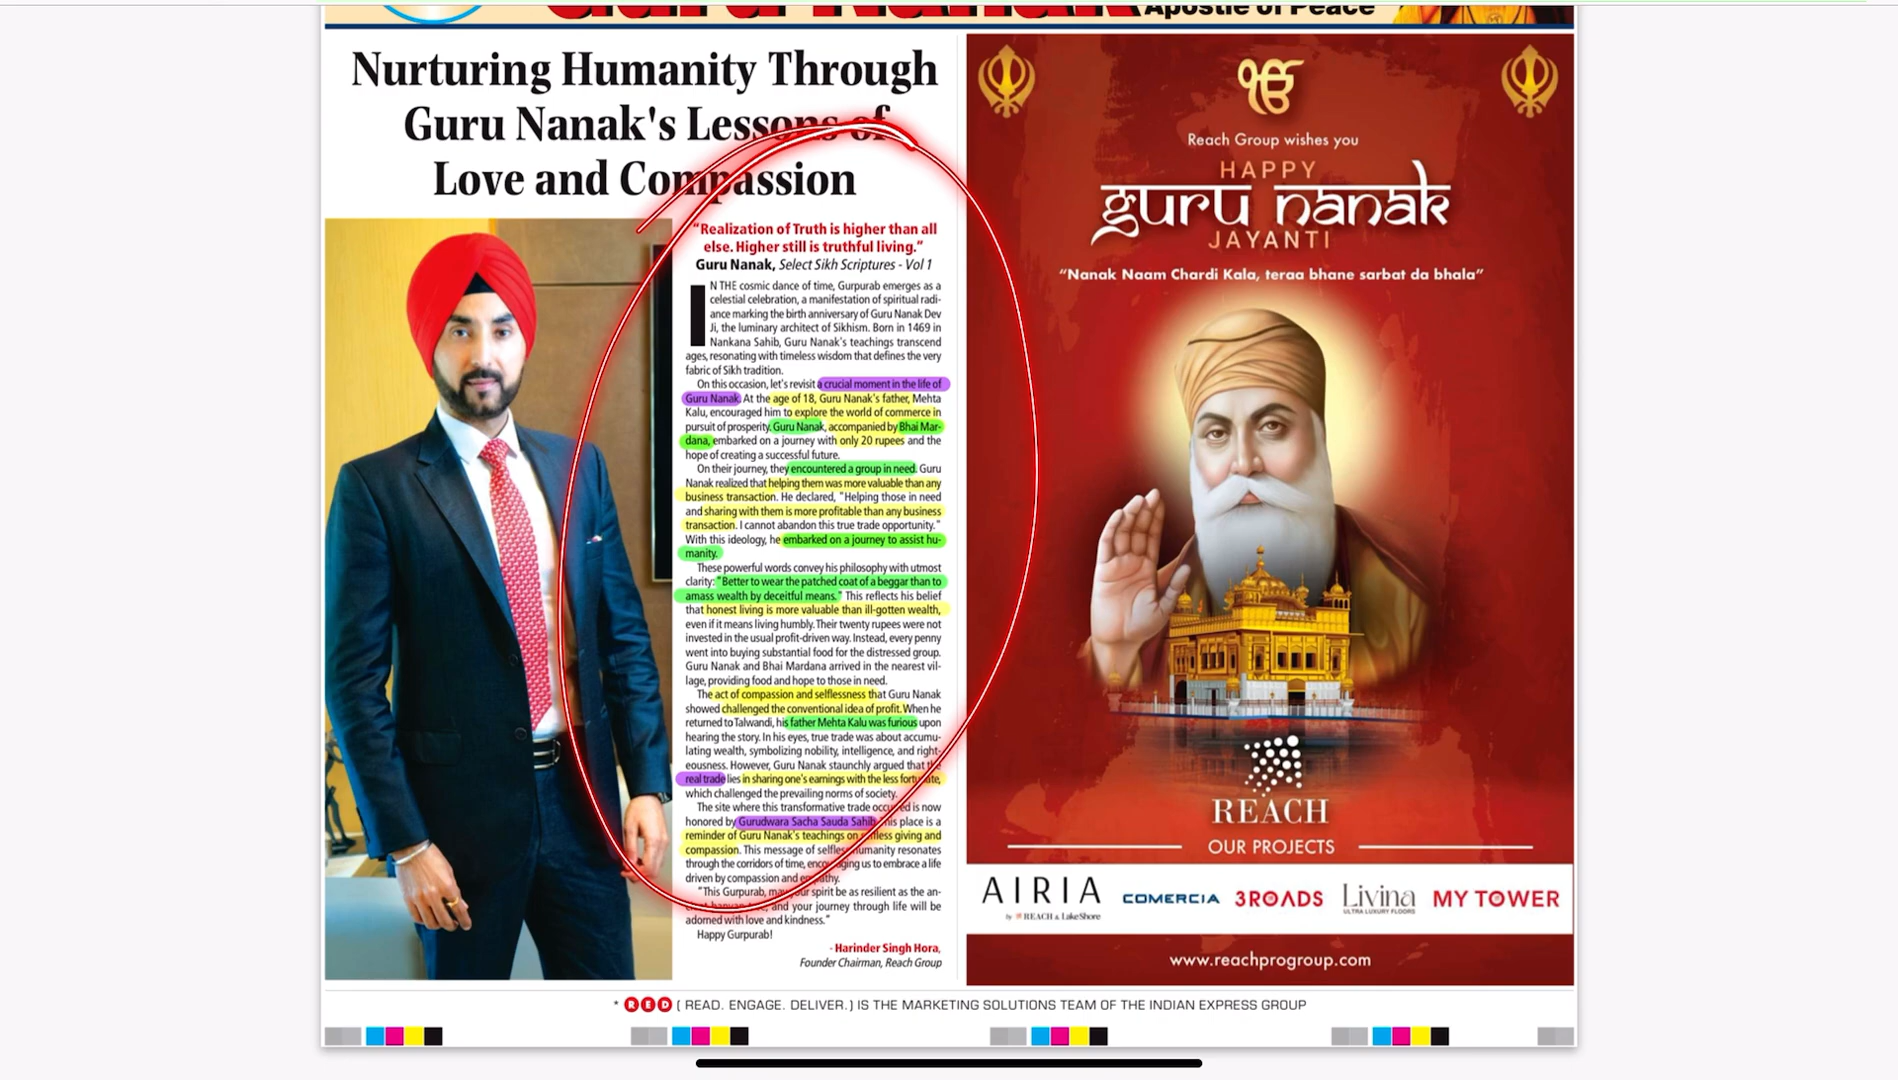 Guru Nanak
Apostle of Peace
Nurturing Humanity Through
Guru Nanak's Lessons of
Love and Compassion
"Realization of Truth is higher than all
else. Higher still is truthful living."
Guru Nanak, Select Sikh Scriptures - Vol 1
IN THE cosmic dance of time, Gurpurab emerges as a
celestial celebration, a manifestation of spiritual radi-
ance marking the birth anniversary of Guru Nanak Dev
Ji, the luminary architect of Sikhism. Born in 1469 in
Nankana Sahib, Guru Nanak's teachings transcend
ages, resonating with timeless wisdom that defines the very
fabric of Sikh tradition.
On this occasion, let's revisit a crucial moment in the life of
Guru Nanak. At the age of 18, Guru Nanak's father, Mehta
Kalu, encouraged him to explore the world of commerce in
pursuit of prosperity. Guru Nanak, accompanied by Bhai Mar-
dana, embarked on a journey with only 20 rupees and the
hope of creating a successful future.
On their journey, they encountered a group in need. Guru
Nanak realized that helping them was more valuable than any
business transaction. He declared, "Helping those in need
and sharing with them is more profitable than any business
transaction. I cannot abandon this true trade opportunity."
With this ideology, he embarked on a journey to assist hu-
manity.
These powerful words convey his philosophy with utmost
clarity: "Better to wear the patched coat of a beggar than to
amass wealth by deceitful means." This reflects his belief
that honest living is more valuable than ill-gotten wealth,
even if it means living humbly. Their twenty rupees were not
invested in the usual profit-driven way. Instead, every penny
went into buying substantial food for the distressed group.
Guru Nanak and Bhai Mardana arrived in the nearest vil-
lage, providing food and hope to those in need.
The act of compassion and selflessness that Guru Nanak
showed challenged the conventional idea of profit. When he
returned to Talwandi, his father Mehta Kalu was furious upon
hearing the story. In his eyes, true trade was about accumu-
lating wealth, symbolizing nobility, intelligence, and right-
eousness. However, Guru Nanak staunchly argued that the
real trade lies in sharing one's earnings with the less fortunate,
which challenged the prevailing norms of society.
The site where this transformative trade occurred is now
honored by Gurudwara Sacha Sauda Sahib. This place is a
reminder of Guru Nanak's teachings on selfless giving and
compassion. This message of selfless humanity resonates
through the corridors of time, encouraging us to embrace a life
driven by compassion and empathy.
"This Gurpurab, may your spirit be as resilient as the an-
cient banyan tree, and your journey through life will be
adorned with love and kindness."
Happy Gurpurab!
- Harinder Singh Hora,
Founder Chairman, Reach Group
ੴ
Reach Group wishes you
HAPPY
guru nanak
JAYANTI
"Nanak Naam Chardi Kala, teraa bhane sarbat da bhala"
REACH
OUR PROJECTS
AIRIA
by REACH & LakeShore
COMERCIA
3ROADS
Livina
ULTRA LUXURY FLOORS
MY TOWER
www.reachprogroup.com
* RED ( READ. ENGAGE. DELIVER.) IS THE MARKETING SOLUTIONS TEAM OF THE INDIAN EXPRESS GROUP